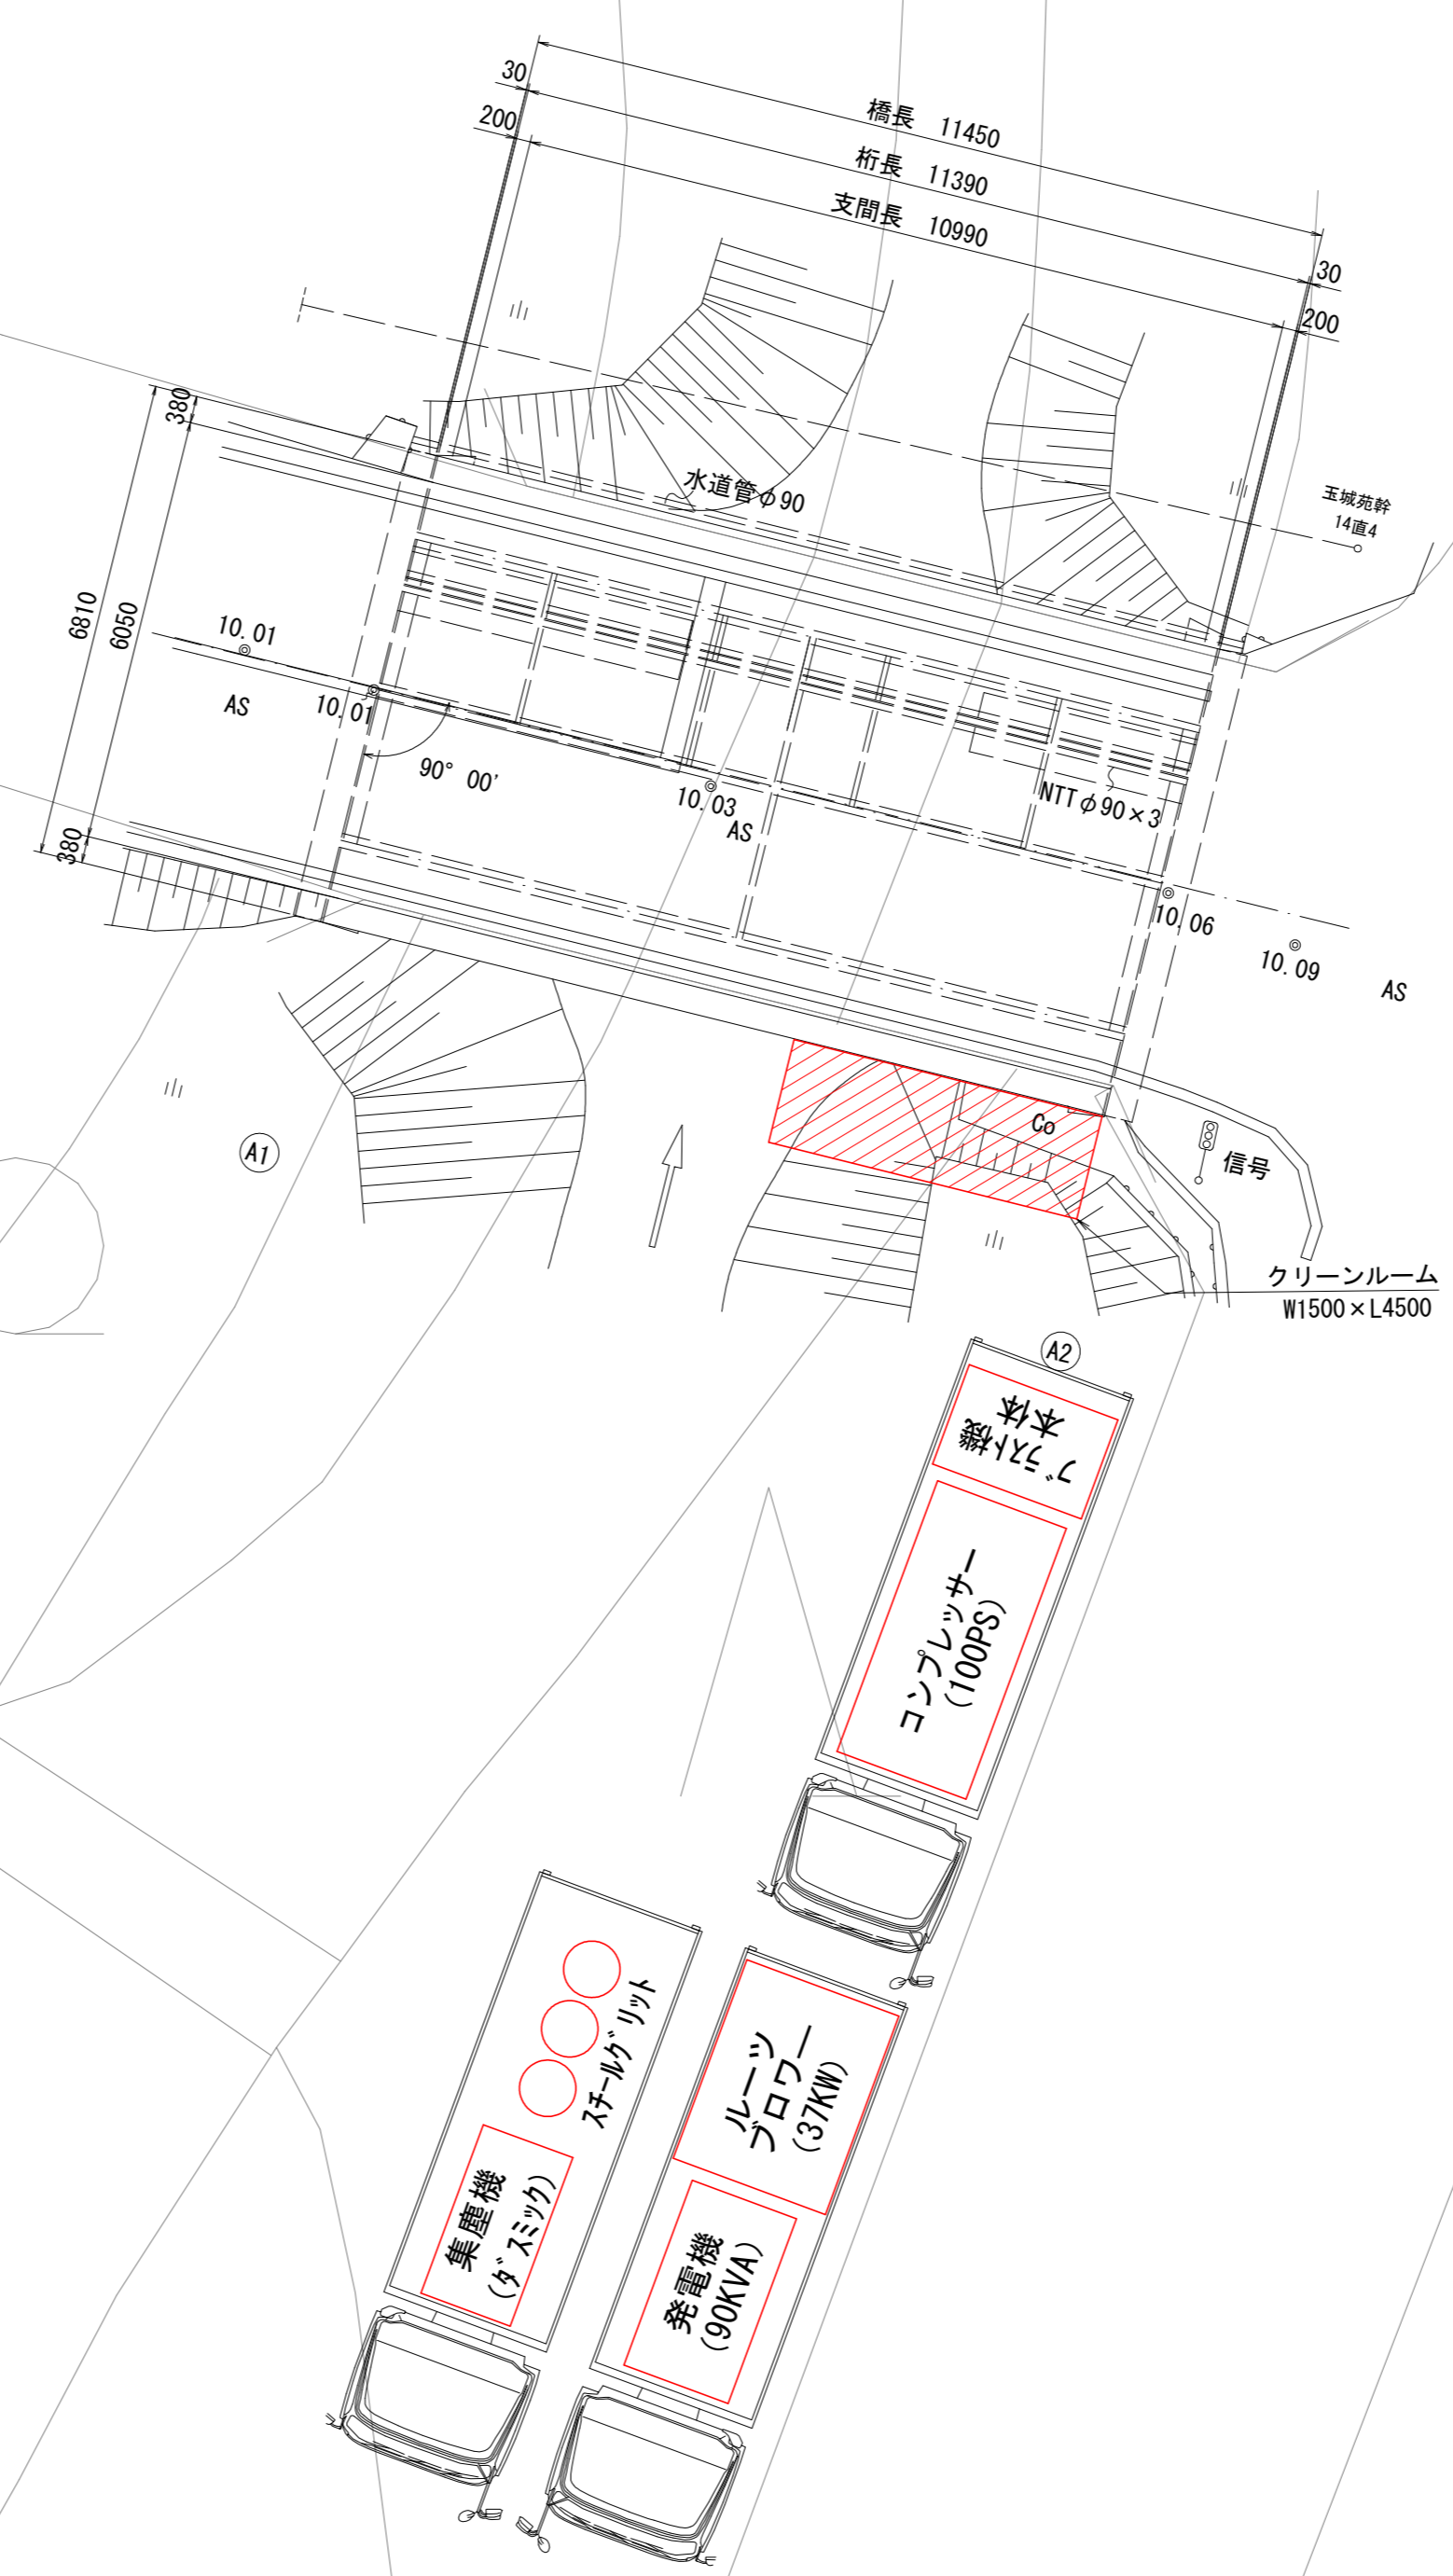 橋長 11450
30
桁長 11390
200
支間長 10990
30
200
380
水道管φ90
玉城苑幹
14直4
6810
6050
10.01
AS
10.01
90° 00'
10.03
AS
NTTφ90×3
380
10.06
10.09
AS
Co
信号
A1
クリーンルーム
W1500×L4500
A2
ブラスト機
本体
コンプレッサー
(100PS)
スチールグリット
ルーツ
ブロワー
(37KW)
集塵機
(ダスミック)
発電機
(90KVA)